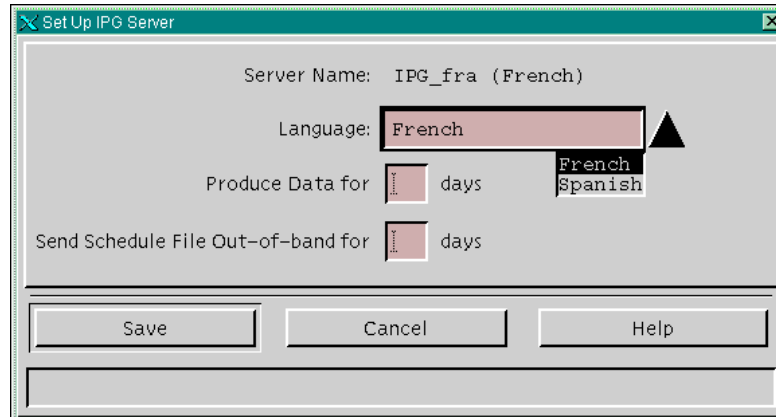 Set Up IPG Server
Server Name: IPG_fra (French)
Language: French
French
Spanish
Produce Data for days
Send Schedule File Out-of-band for days
Save Cancel Help